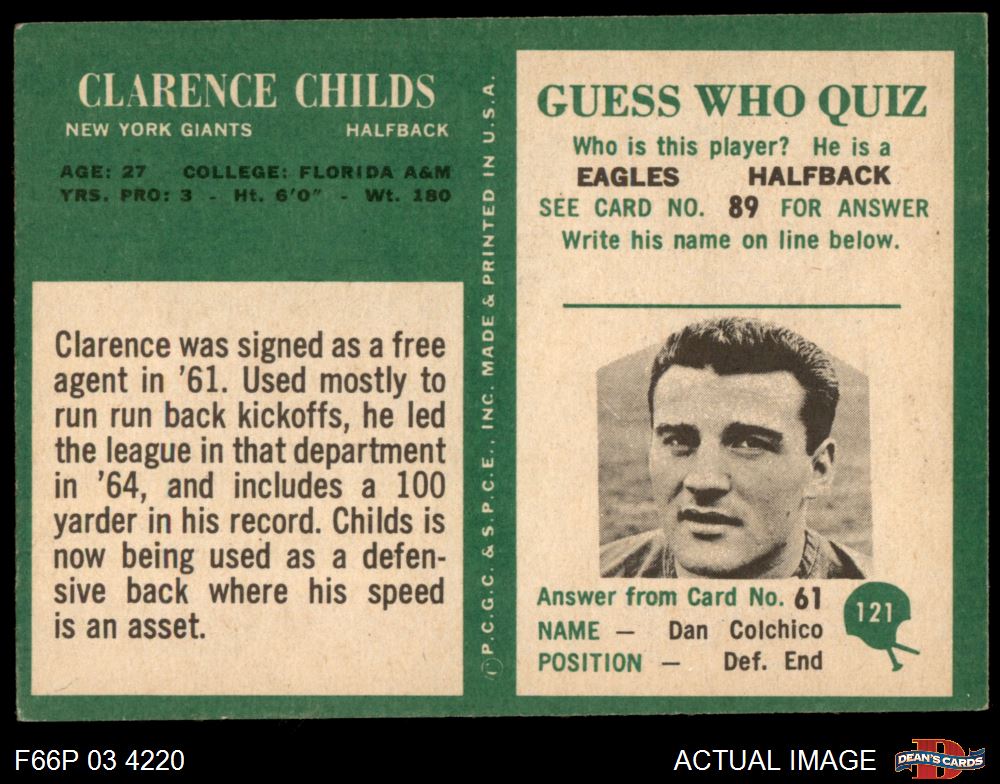 CLARENCE CHILDS
NEW YORK GIANTS HALFBACK
AGE: 27 COLLEGE: FLORIDA A&M
YRS. PRO: 3 - Ht. 6'0" - Wt. 180
Clarence was signed as a free
agent in '61. Used mostly to
run run back kickoffs, he led
the league in that department
in '64, and includes a 100
yarder in his record. Childs is
now being used as a defen-
sive back where his speed
is an asset.
P.C.G.C. & S.P.C.E., INC. MADE & PRINTED IN U.S.A.
GUESS WHO QUIZ
Who is this player? He is a
EAGLES HALFBACK
SEE CARD NO. 89 FOR ANSWER
Write his name on line below.
Answer from Card No. 61
NAME — Dan Colchico
POSITION — Def. End
121
F66P 03 4220
ACTUAL IMAGE
D
DEAN'S CARDS